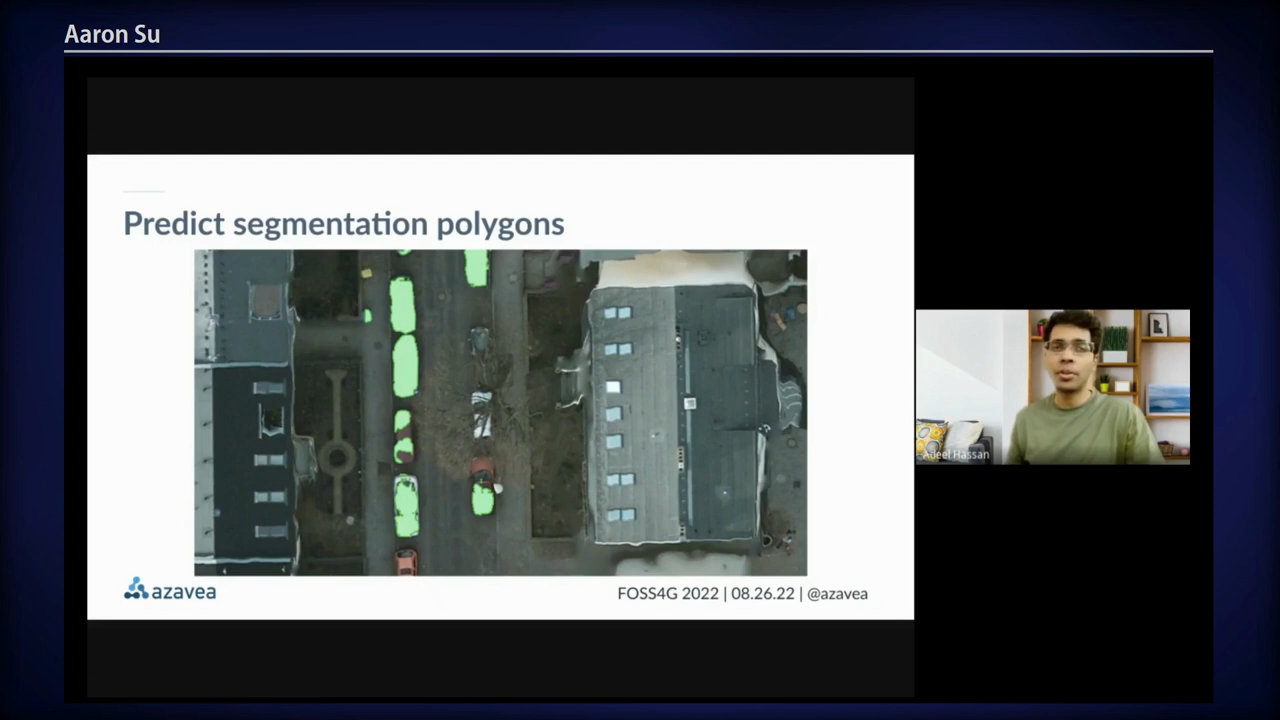 Aaron Su
Predict segmentation polygons
azavea
FOSS4G 2022 | 08.26.22 | @azavea
Adeel Hassan